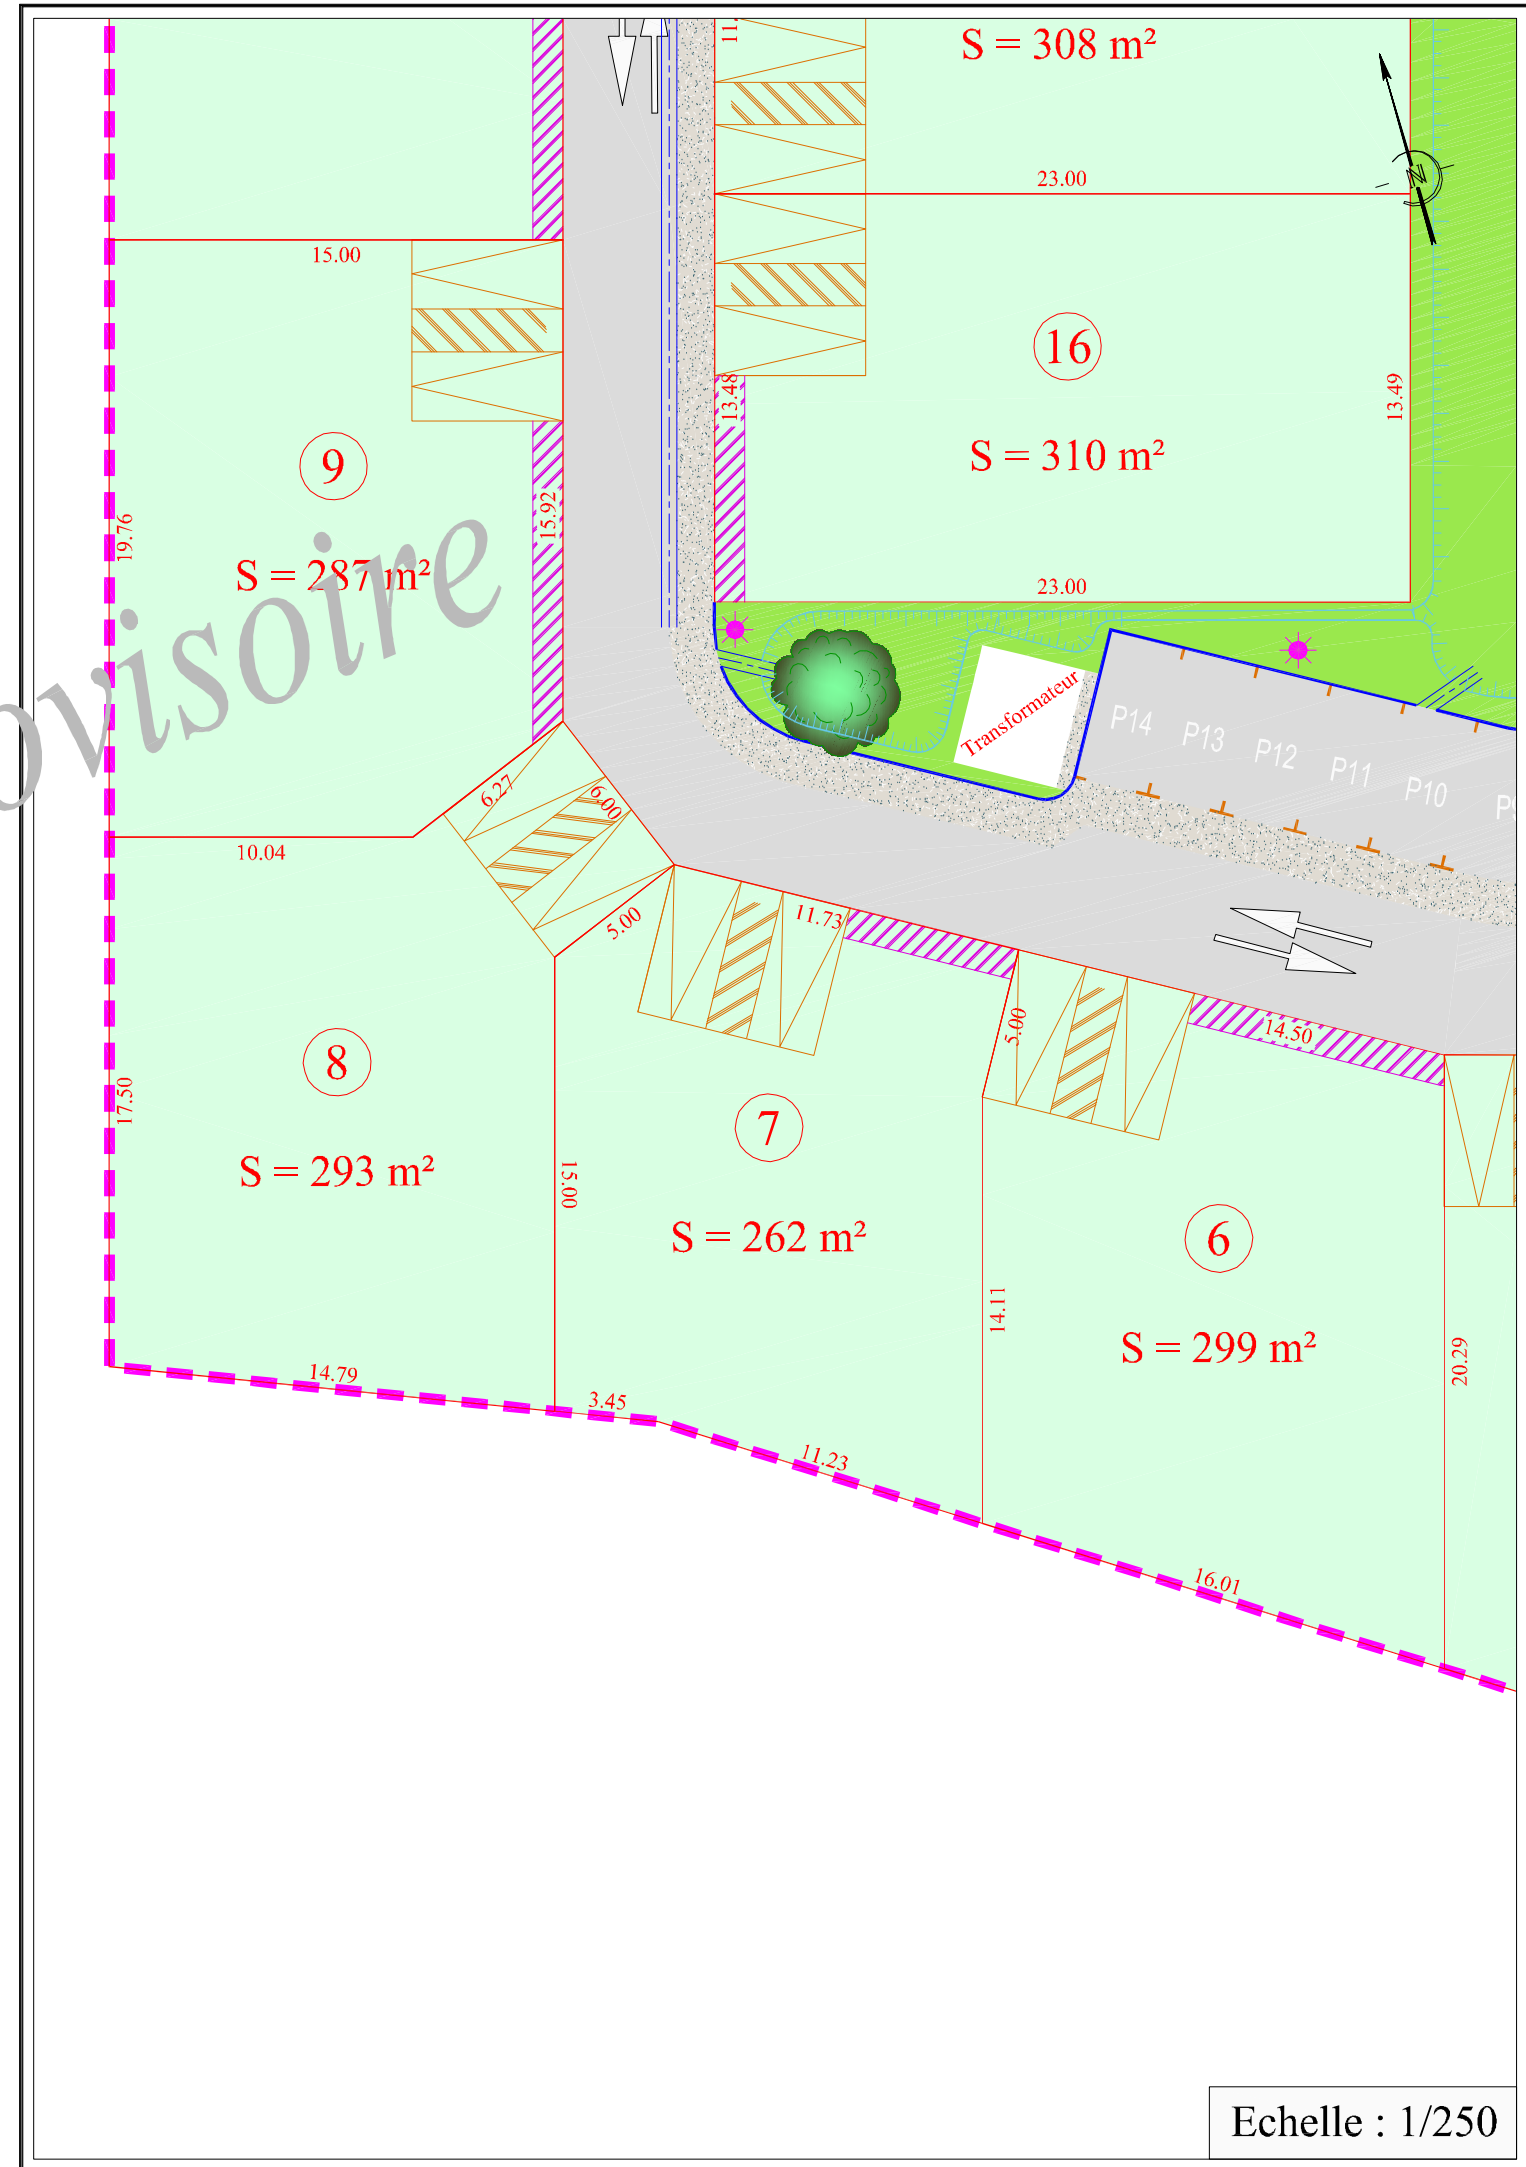 S = 308 m²
11.
23.00
15.00
16
13.48
13.49
S = 310 m²
9
19.76
15.92
S = 287 m²
ovisoire
23.00
Transformateur
P14
P13
P12
P11
P10
6.27
6.00
10.04
5.00
11.73
5.00
14.50
8
17.50
S = 293 m²
7
15.00
S = 262 m²
6
14.11
S = 299 m²
20.29
14.79
3.45
11.23
16.01
N
Echelle : 1/250